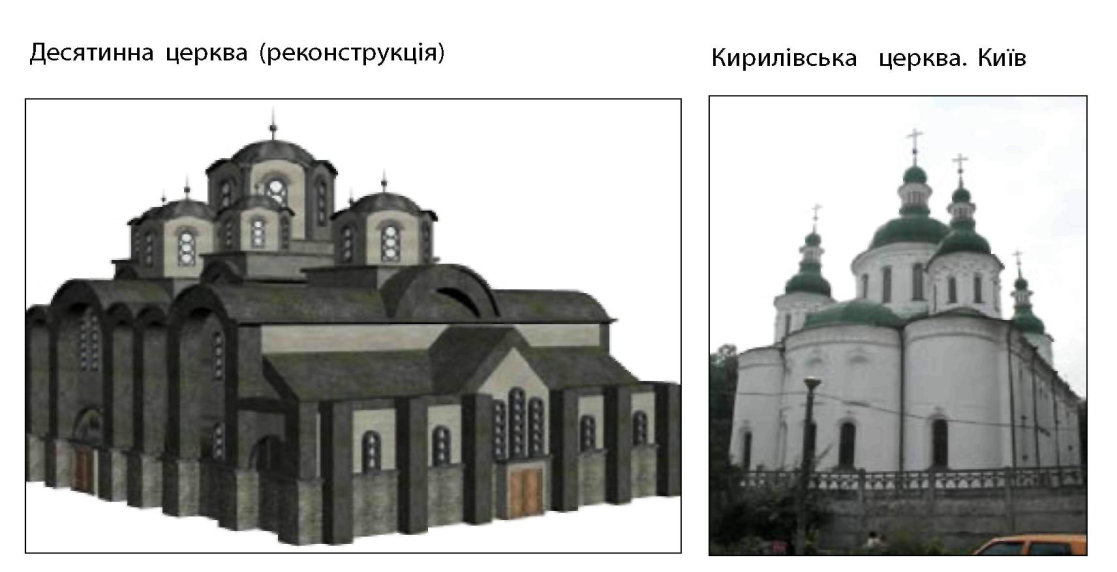 Десятинна церква (реконструкція)
Кирилівська церква. Київ